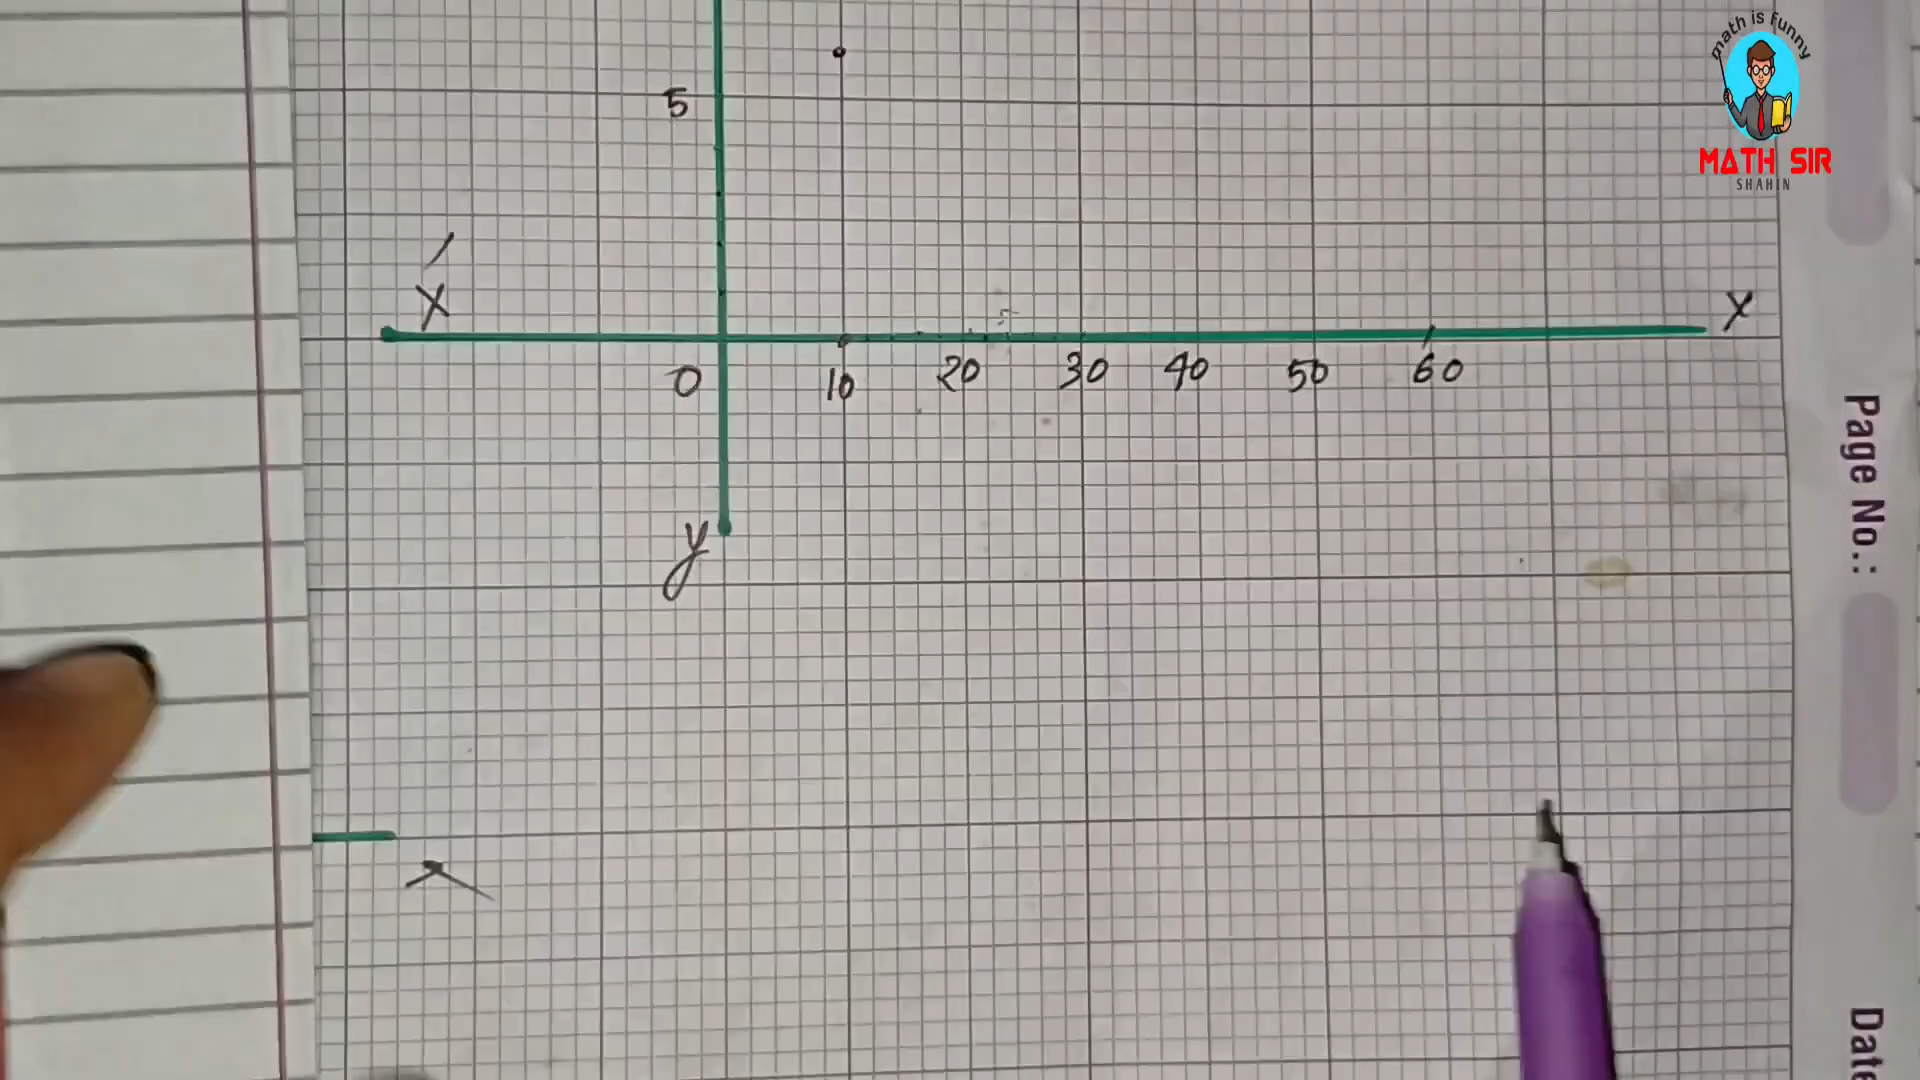 math is funny
MATH SIR
SHAHIN
5
X′
X
0 10 20 30 40 50 60
y
Page No.:
Date